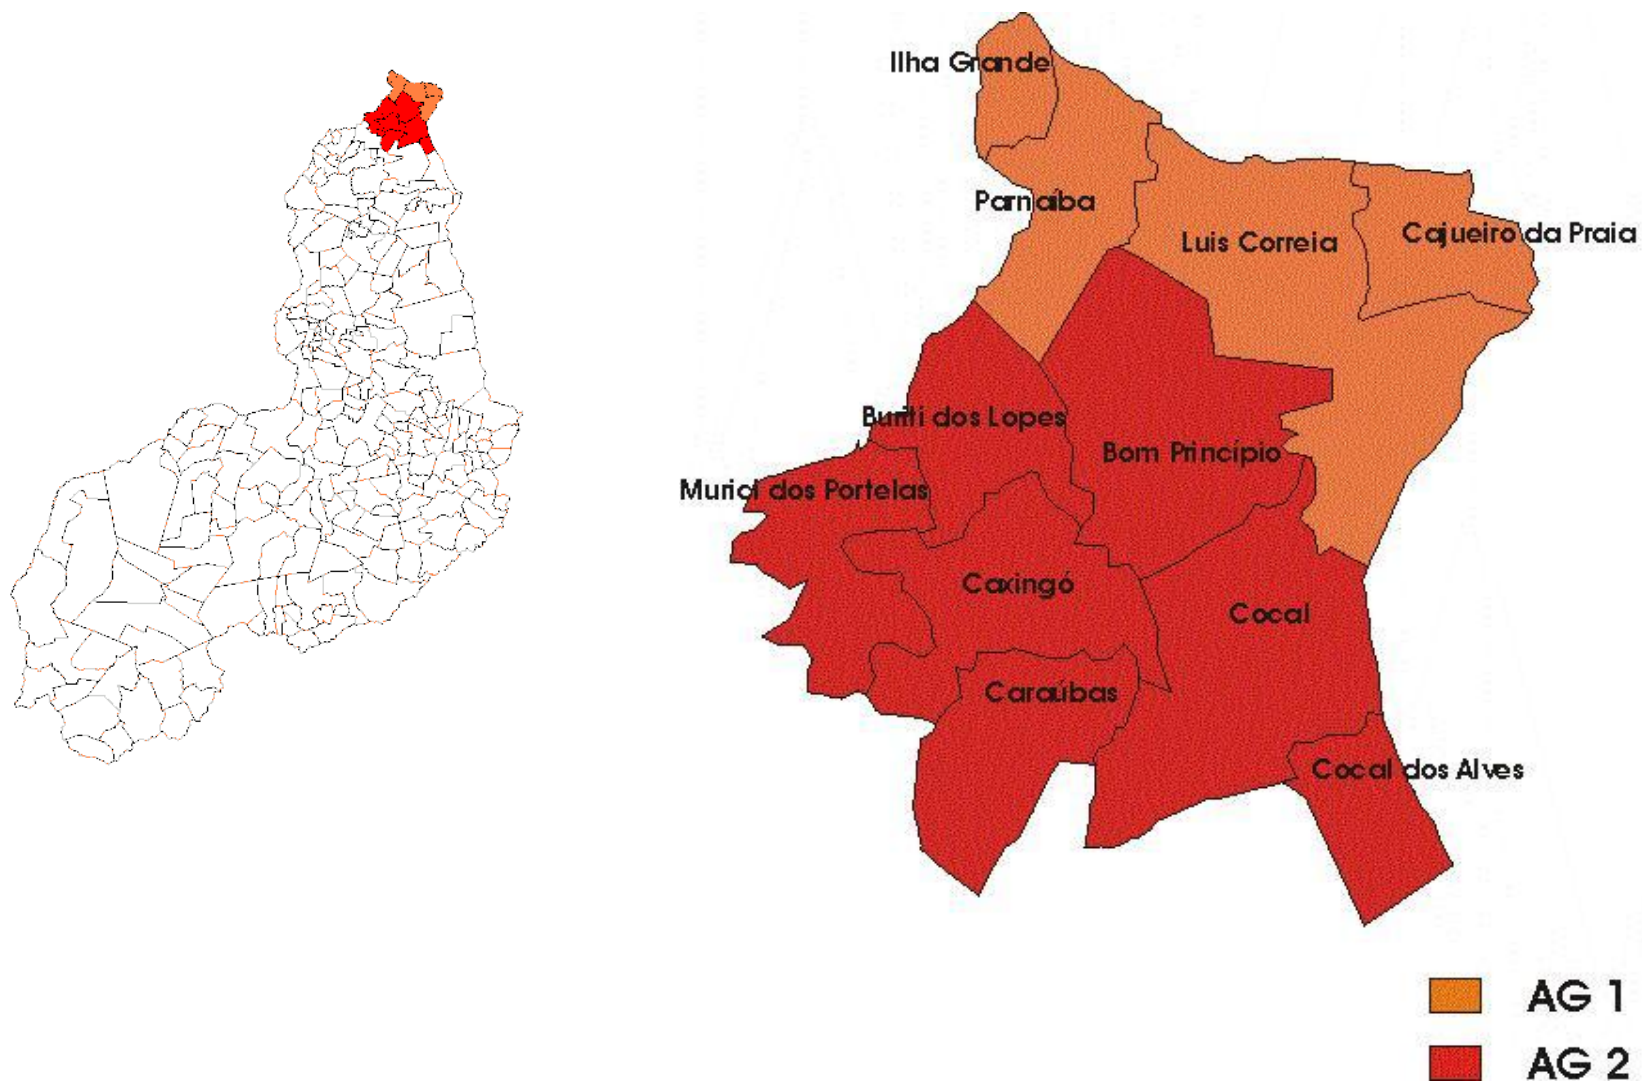 Ilha Grande
Parnaíba
Luis Correia
Cajueiro da Praia
Buriti dos Lopes
Bom Princípio
Murici dos Portelas
Caxingó
Cocal
Caraúbas
Cocal dos Alves
AG 1
AG 2